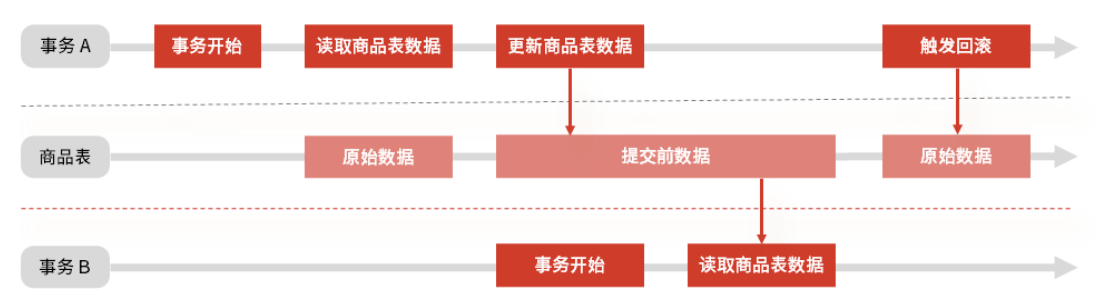 事务 A
事务开始
读取商品表数据
更新商品表数据
触发回滚
商品表
原始数据
提交前数据
原始数据
事务 B
事务开始
读取商品表数据